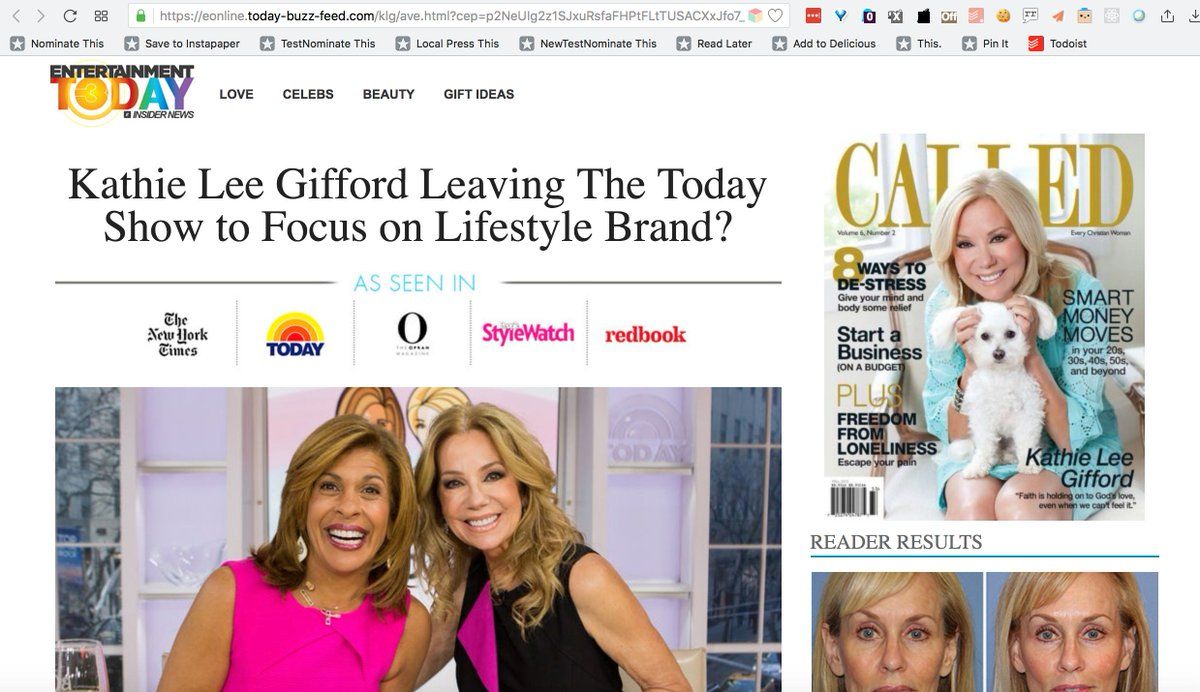 https://eonline.today-buzz-feed.com/klg/ave.html?cep=p2NeUlg2z1SJxuRsfaFHPtFLtTUSACXxJfo7_
Nominate This
Save to Instapaper
TestNominate This
Local Press This
NewTestNominate This
Read Later
Add to Delicious
This.
Pin It
Todoist
ENTERTAINMENT
TODAY
3
INSIDER NEWS
LOVE
CELEBS
BEAUTY
GIFT IDEAS
Kathie Lee Gifford Leaving The Today
Show to Focus on Lifestyle Brand?
AS SEEN IN
The
New York
Times
TODAY
O
THE OPRAH
MAGAZINE
StyleWatch
redbook
TODAY
CALLED
Volume 6, Number 2
Every Christian Woman
8 WAYS TO
DE-STRESS
Give your mind and
body some relief
Start a
Business
(ON A BUDGET)
PLUS
FREEDOM
FROM
LONELINESS
Escape your pain
SMART
MONEY
MOVES
in your 20s,
30s, 40s, 50s,
and beyond
Kathie Lee
Gifford
"Faith is holding on to God's love,
even when we can't feel it."
READER RESULTS